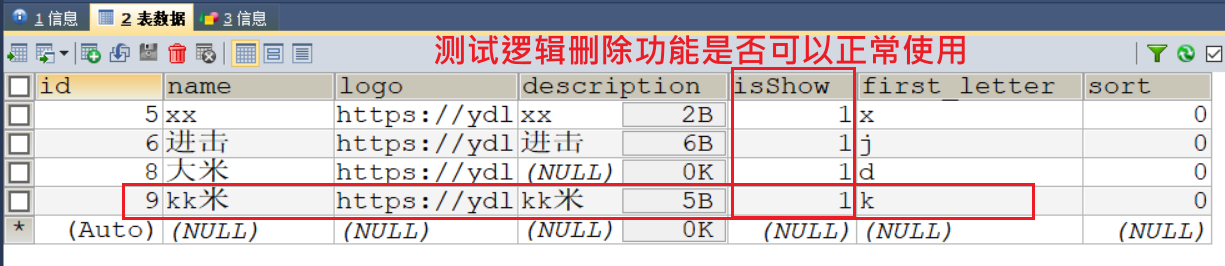 1 信息 2 表数据 3 信息
测试逻辑删除功能是否可以正常使用
id name logo description isShow first_letter sort
5 xx https://ydl xx 2B 1 x 0
6 进击 https://ydl 进击 6B 1 j 0
8 大米 https://ydl (NULL) 0K 1 d 0
9 kk米 https://ydl kk米 5B 1 k 0
* (Auto) (NULL) (NULL) (NULL) 0K (NULL) (NULL) (NULL)